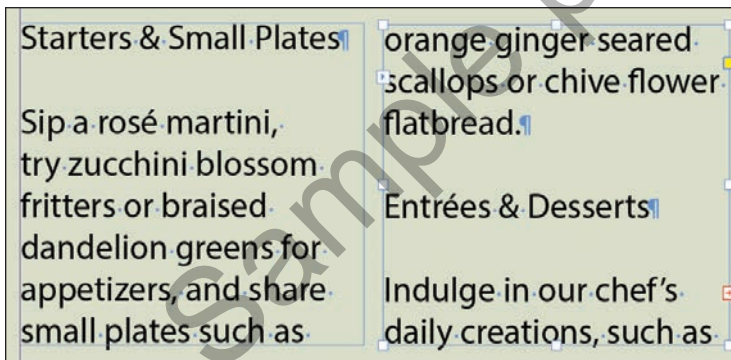 Starters & Small Plates¶
Sip a rosé martini,
try zucchini blossom
fritters or braised
dandelion greens for
appetizers, and share
small plates such as
orange ginger seared
scallops or chive flower
flatbread.¶
Entrées & Desserts¶
Indulge in our chef’s
daily creations, such as
Sample p